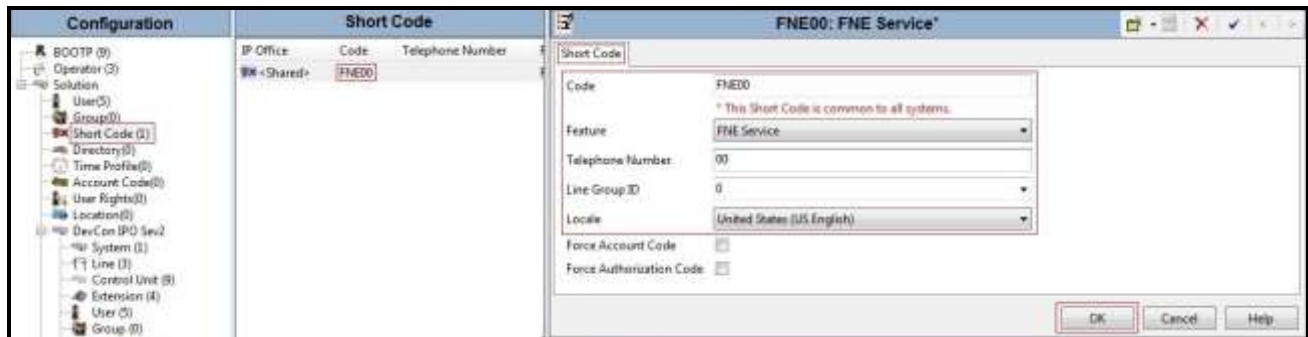 Configuration
BOOTP (9)
Operator (3)
Solution
User(5)
Group(0)
Short Code (1)
Directory(0)
Time Profile(0)
Account Code(0)
User Rights(0)
Location(0)
DevCon IPO Sev2
System (1)
Line (3)
Control Unit (9)
Extension (4)
User (5)
Group (0)
Short Code
IP Office Code Telephone Number F
<Shared> FNE00 F
FNE00: FNE Service*
Short Code
Code FNE00
* This Short Code is common to all systems.
Feature FNE Service
Telephone Number 00
Line Group ID 0
Locale United States (US English)
Force Account Code
Force Authorization Code
OK Cancel Help